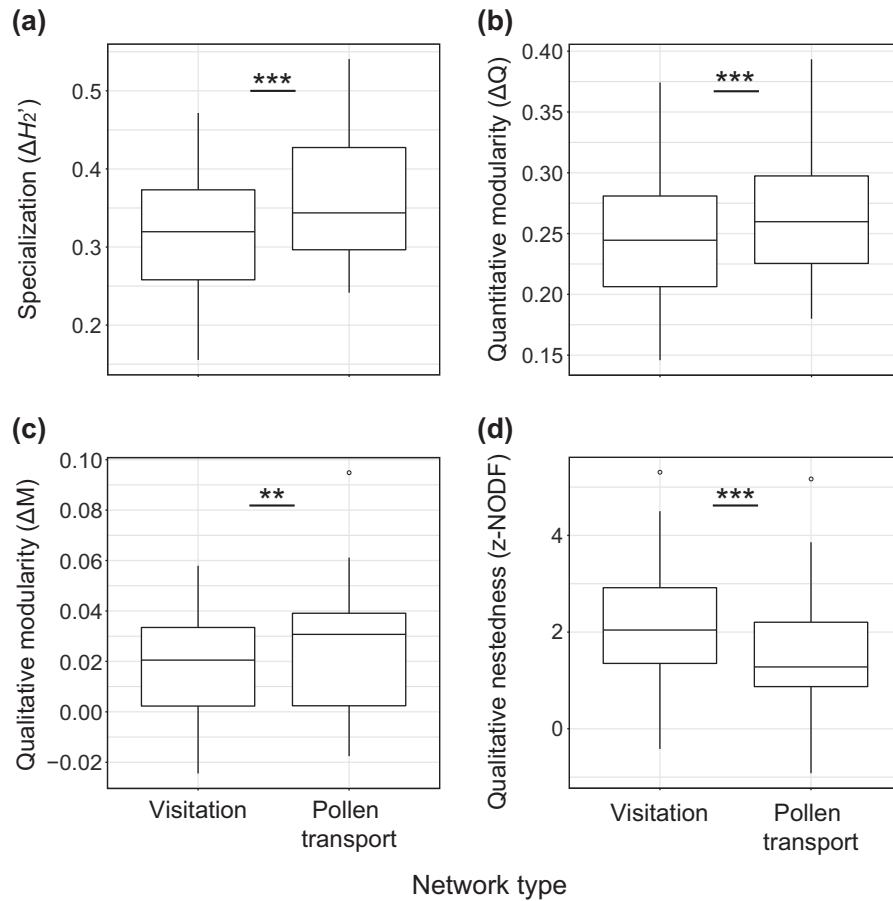 (a)
Specialization (ΔH₂’)
0.5
0.4
0.3
0.2
***
(b)
Quantitative modularity (ΔQ)
0.40
0.35
0.30
0.25
0.20
0.15
***
(c)
Qualitative modularity (ΔM)
0.10
0.08
0.06
0.04
0.02
0.00
−0.02
**
Visitation
Pollen
transport
(d)
Qualitative nestedness (z-NODF)
4
2
0
***
Visitation
Pollen
transport
Network type